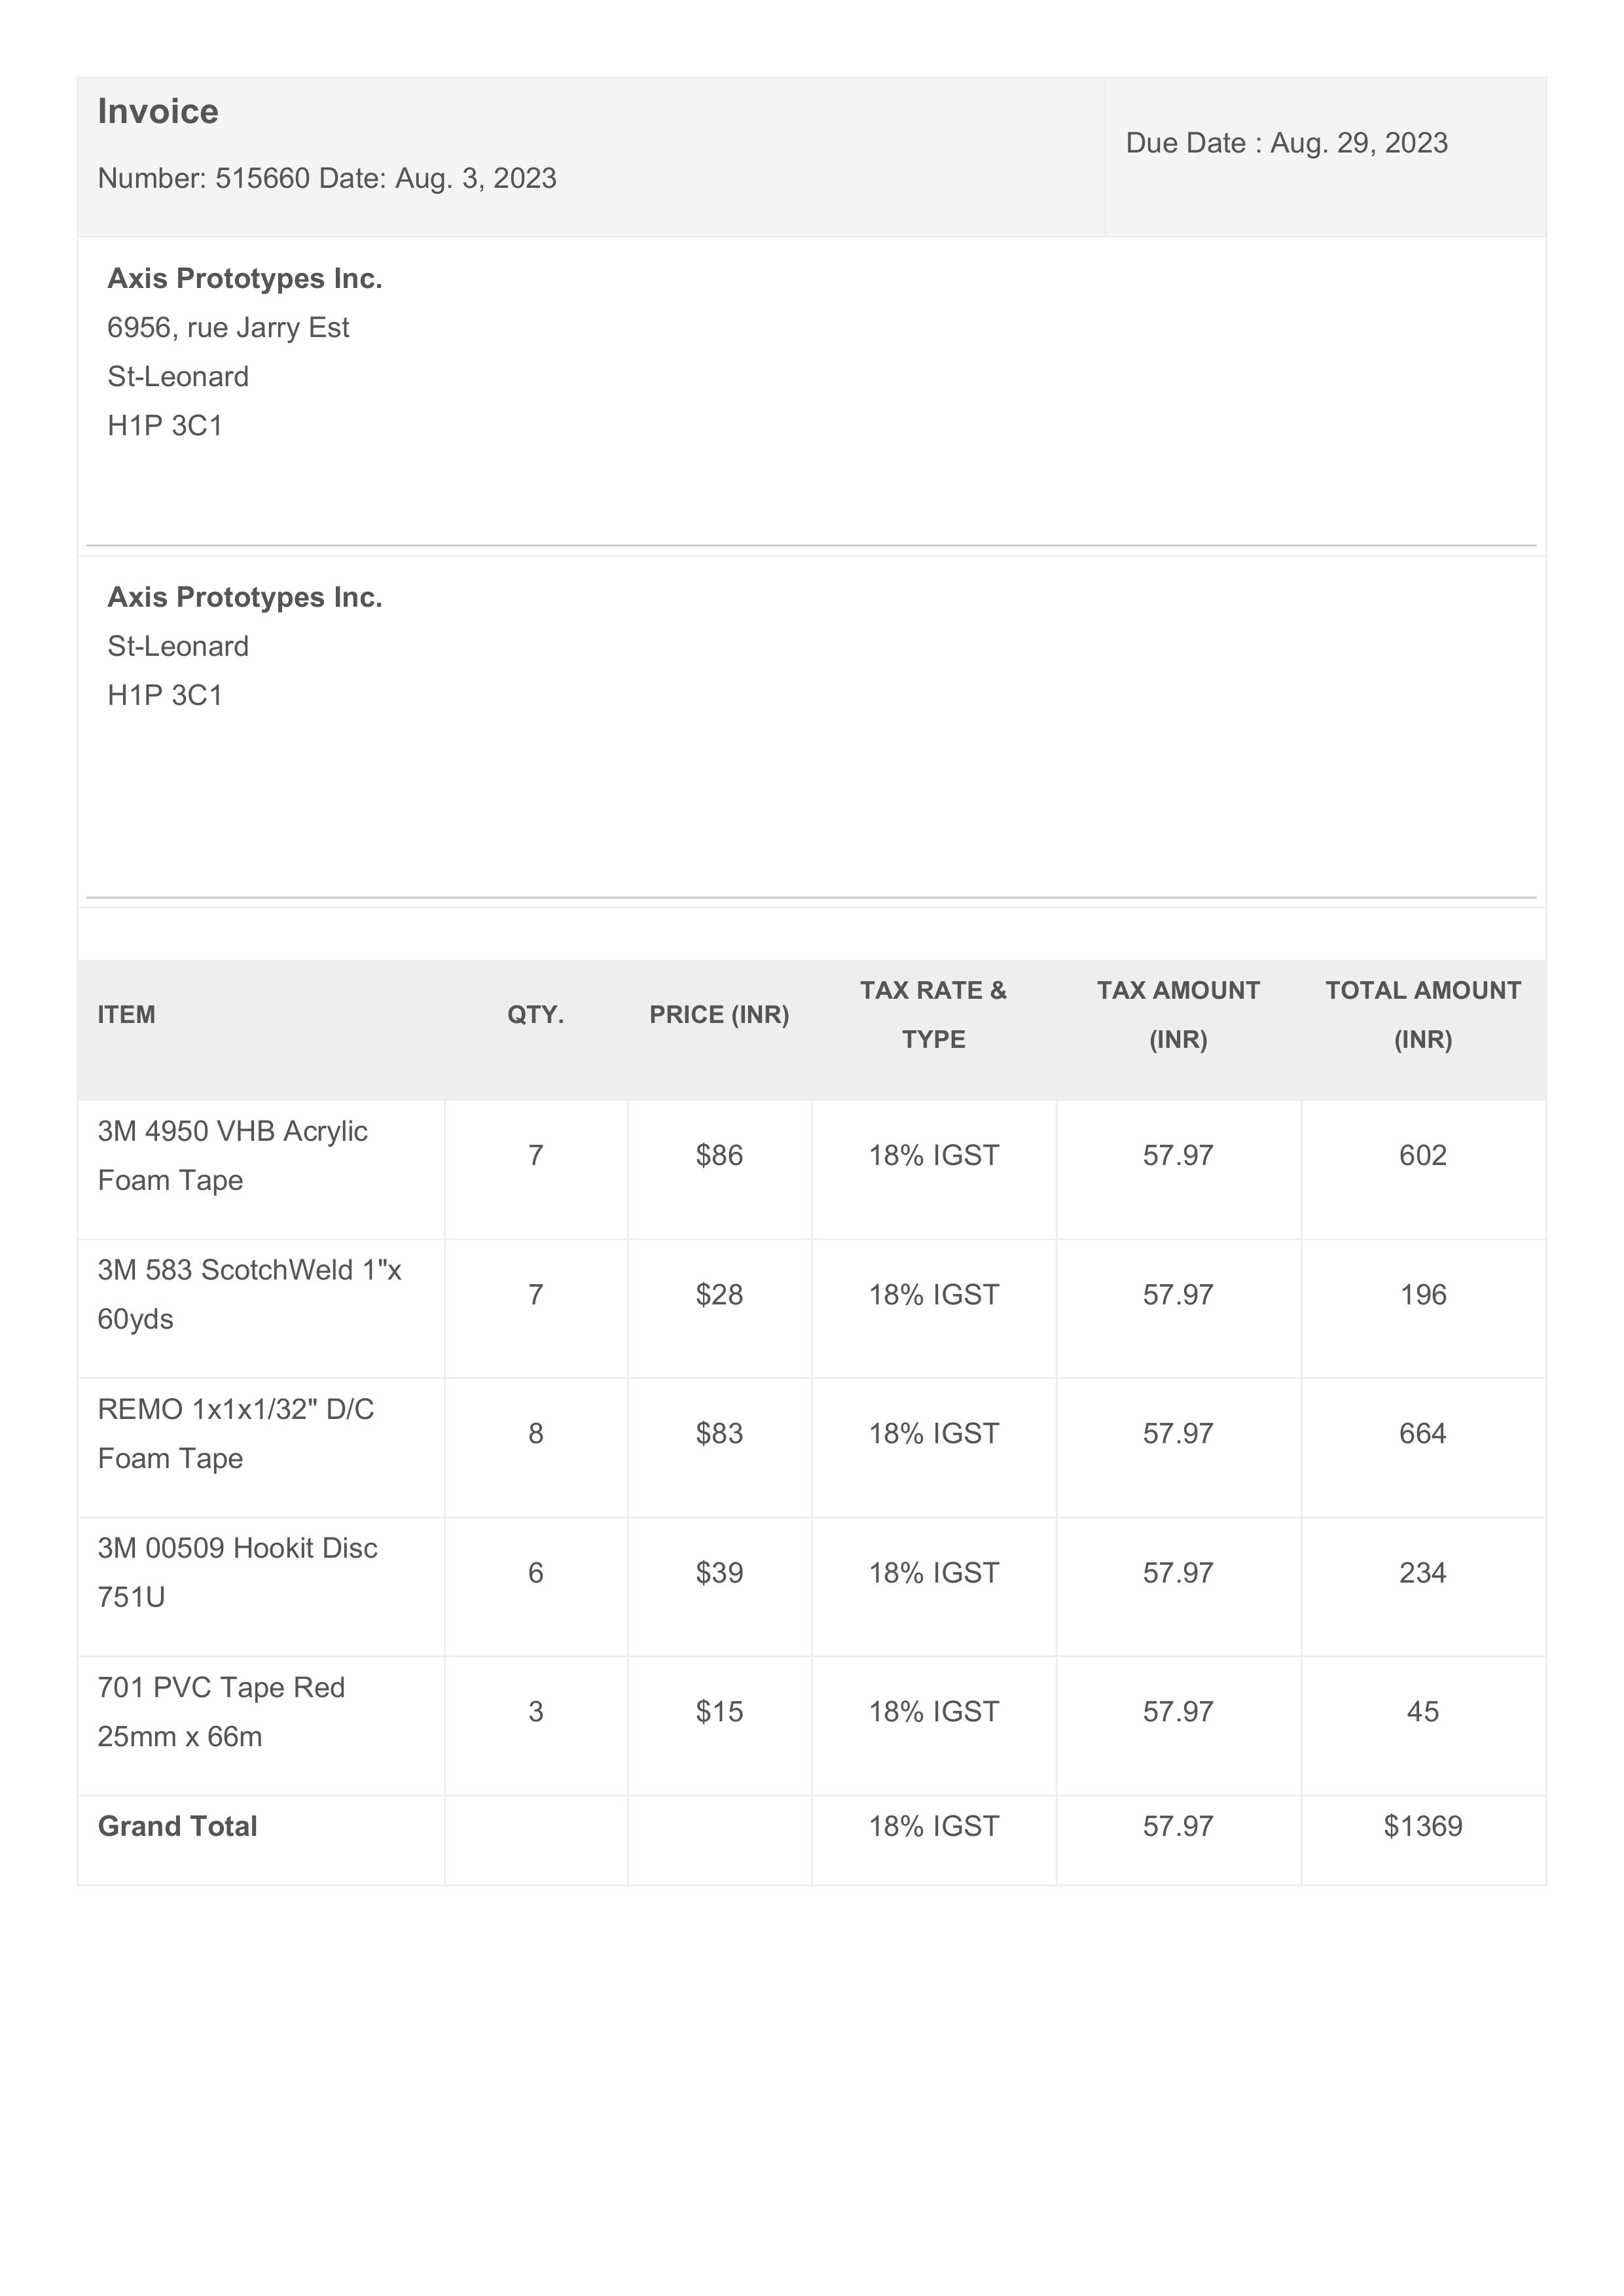 Invoice
Number: 515660 Date: Aug. 3, 2023
Due Date : Aug. 29, 2023
Axis Prototypes Inc.
6956, rue Jarry Est
St-Leonard
H1P 3C1
Axis Prototypes Inc.
St-Leonard
H1P 3C1
ITEM QTY. PRICE (INR) TAX RATE & TYPE TAX AMOUNT (INR) TOTAL AMOUNT (INR)
3M 4950 VHB Acrylic Foam Tape 7 $86 18% IGST 57.97 602
3M 583 ScotchWeld 1"x 60yds 7 $28 18% IGST 57.97 196
REMO 1x1x1/32" D/C Foam Tape 8 $83 18% IGST 57.97 664
3M 00509 Hookit Disc 751U 6 $39 18% IGST 57.97 234
701 PVC Tape Red 25mm x 66m 3 $15 18% IGST 57.97 45
Grand Total 18% IGST 57.97 $1369